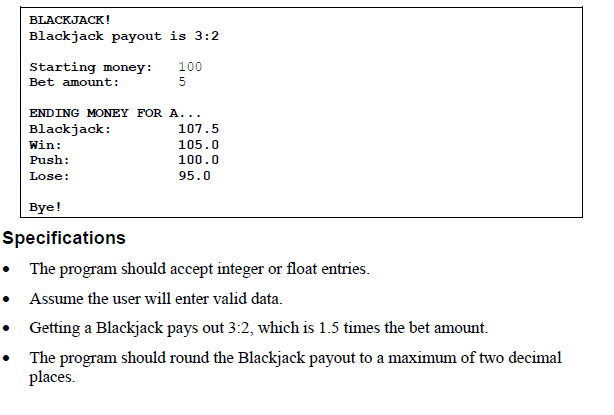 BLACKJACK!
Blackjack payout is 3:2
Starting money: 100
Bet amount: 5
ENDING MONEY FOR A...
Blackjack: 107.5
Win: 105.0
Push: 100.0
Lose: 95.0
Bye!
Specifications
• The program should accept integer or float entries.
• Assume the user will enter valid data.
• Getting a Blackjack pays out 3:2, which is 1.5 times the bet amount.
• The program should round the Blackjack payout to a maximum of two decimal
places.